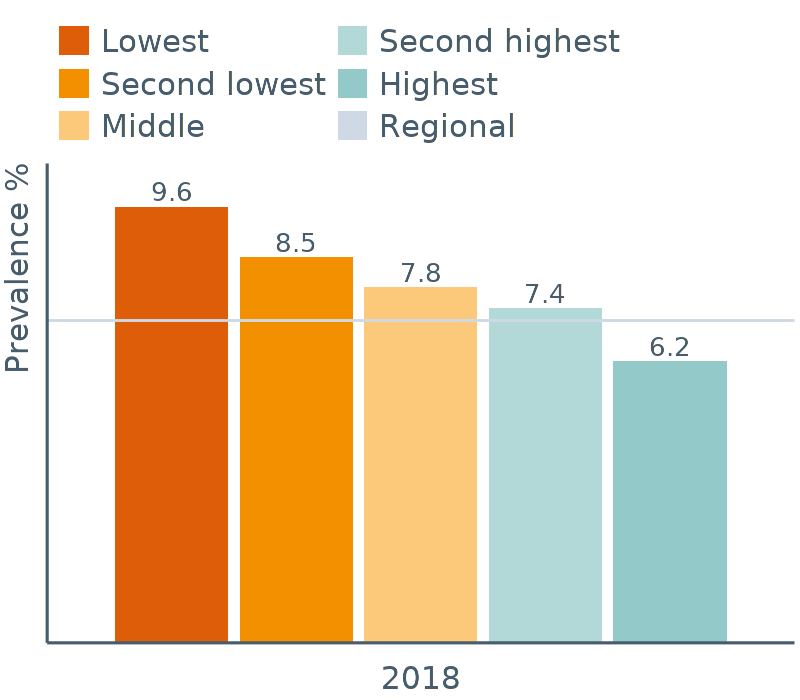 Lowest
Second lowest
Middle
Second highest
Highest
Regional
Prevalence %
9.6
8.5
7.8
7.4
6.2
2018